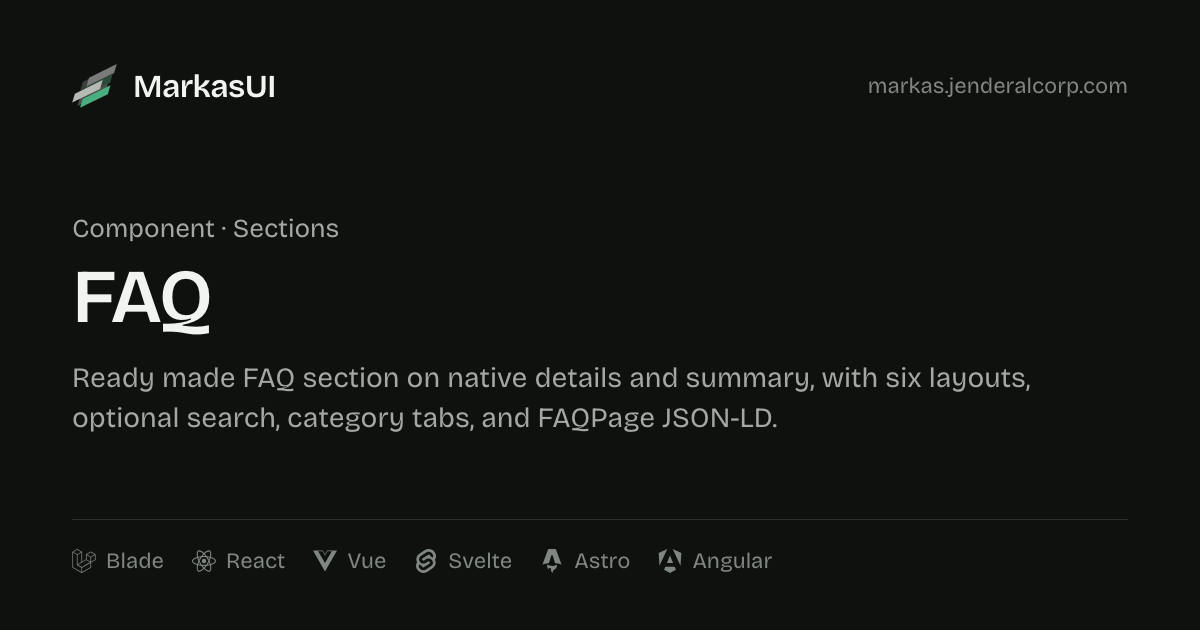 MarkasUI
markas.jenderalcorp.com
Component · Sections
FAQ
Ready made FAQ section on native details and summary, with six layouts,
optional search, category tabs, and FAQPage JSON-LD.
Blade React Vue Svelte Astro Angular